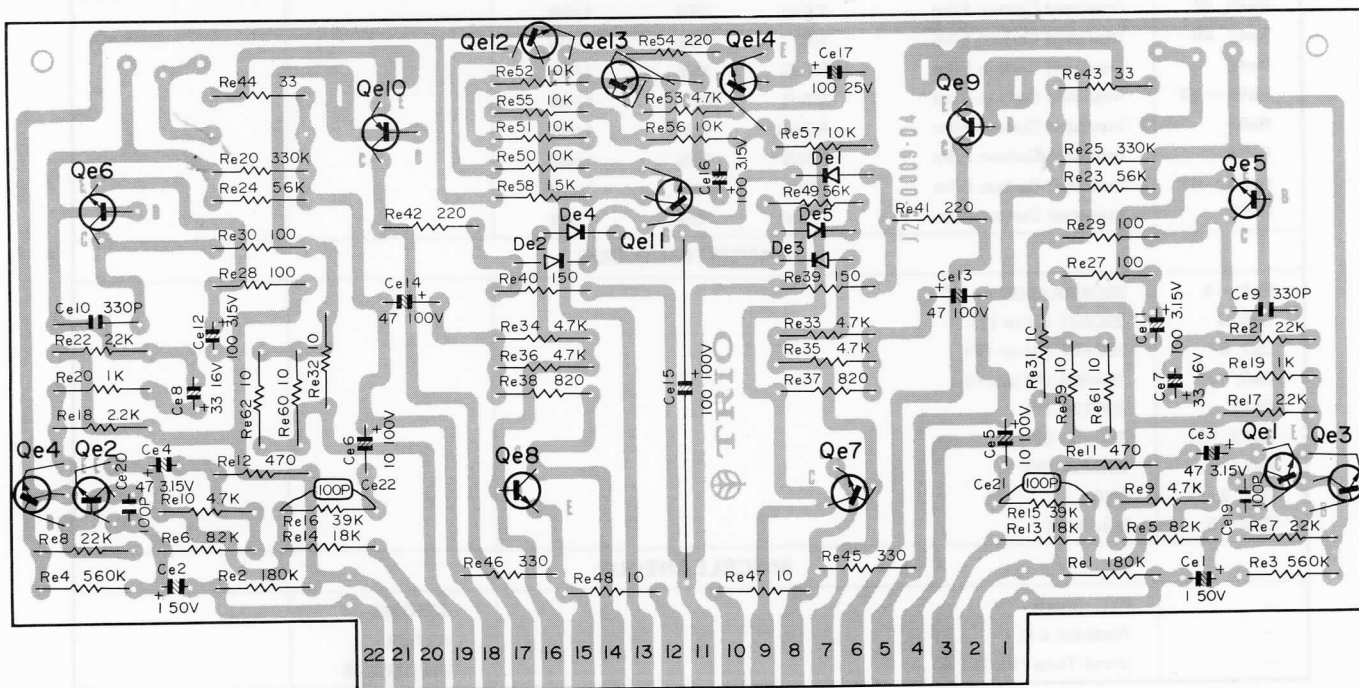 Qe12
Qe13
Re54 220
Qe14
Ce17
+
100 25V
Re44 33
Qe10
Re52 10K
Re55 10K
Re53 4.7K
Re51 10K
Re56 10K
Re57 10K
Qe9
Re43 33
Qe6
Re20 330K
Re24 56K
Re50 10K
Re58 1.5K
Ce16
100 3.15V
De1
Re49 56K
J25-0009-04
Re25 330K
Re23 56K
Qe5
Re42 220
De4
Qe11
De5
Re41 220
Re30 100
De2
De3
Re29 100
Re28 100
Re40 150
Re39 150
Re27 100
Ce14
47 100V
Ce13
47 100V
Ce10 330P
Ce12
100 3.15V
Re32 10
Re34 4.7K
Re33 4.7K
Re31 10
Ce11
100 3.15V
Ce9 330P
Re22 22K
Re36 4.7K
Re35 4.7K
Re21 22K
Re20 1K
Ce8
33 16V
Re62 10
Re60 10
Re38 820
Ce15
100 100V
Re37 820
Re59 10
Re61 10
Ce7
33 16V
Re19 1K
Re18 2.2K
Re17 2.2K
TRIO
Ce6
10 100V
Ce5
10 100V
Qe4
Qe2
Ce20
100P
Ce4
47 3.15V
Re12 470
Qe8
Qe7
Re11 470
Ce3
47 3.15V
Qe1
Qe3
Re10 4.7K
100P
Ce22
Ce21
100P
Re9 4.7K
Ce19
100P
Re16 39K
Re15 39K
Re8 22K
Re6 82K
Re14 18K
Re13 18K
Re5 82K
Re7 22K
Re4 560K
Ce2
1 50V
Re2 180K
Re46 330
Re48 10
Re47 10
Re45 330
Re1 180K
Ce1
1 50V
Re3 560K
22 21 20 19 18 17 16 15 14 13 12 11 10 9 8 7 6 5 4 3 2 1